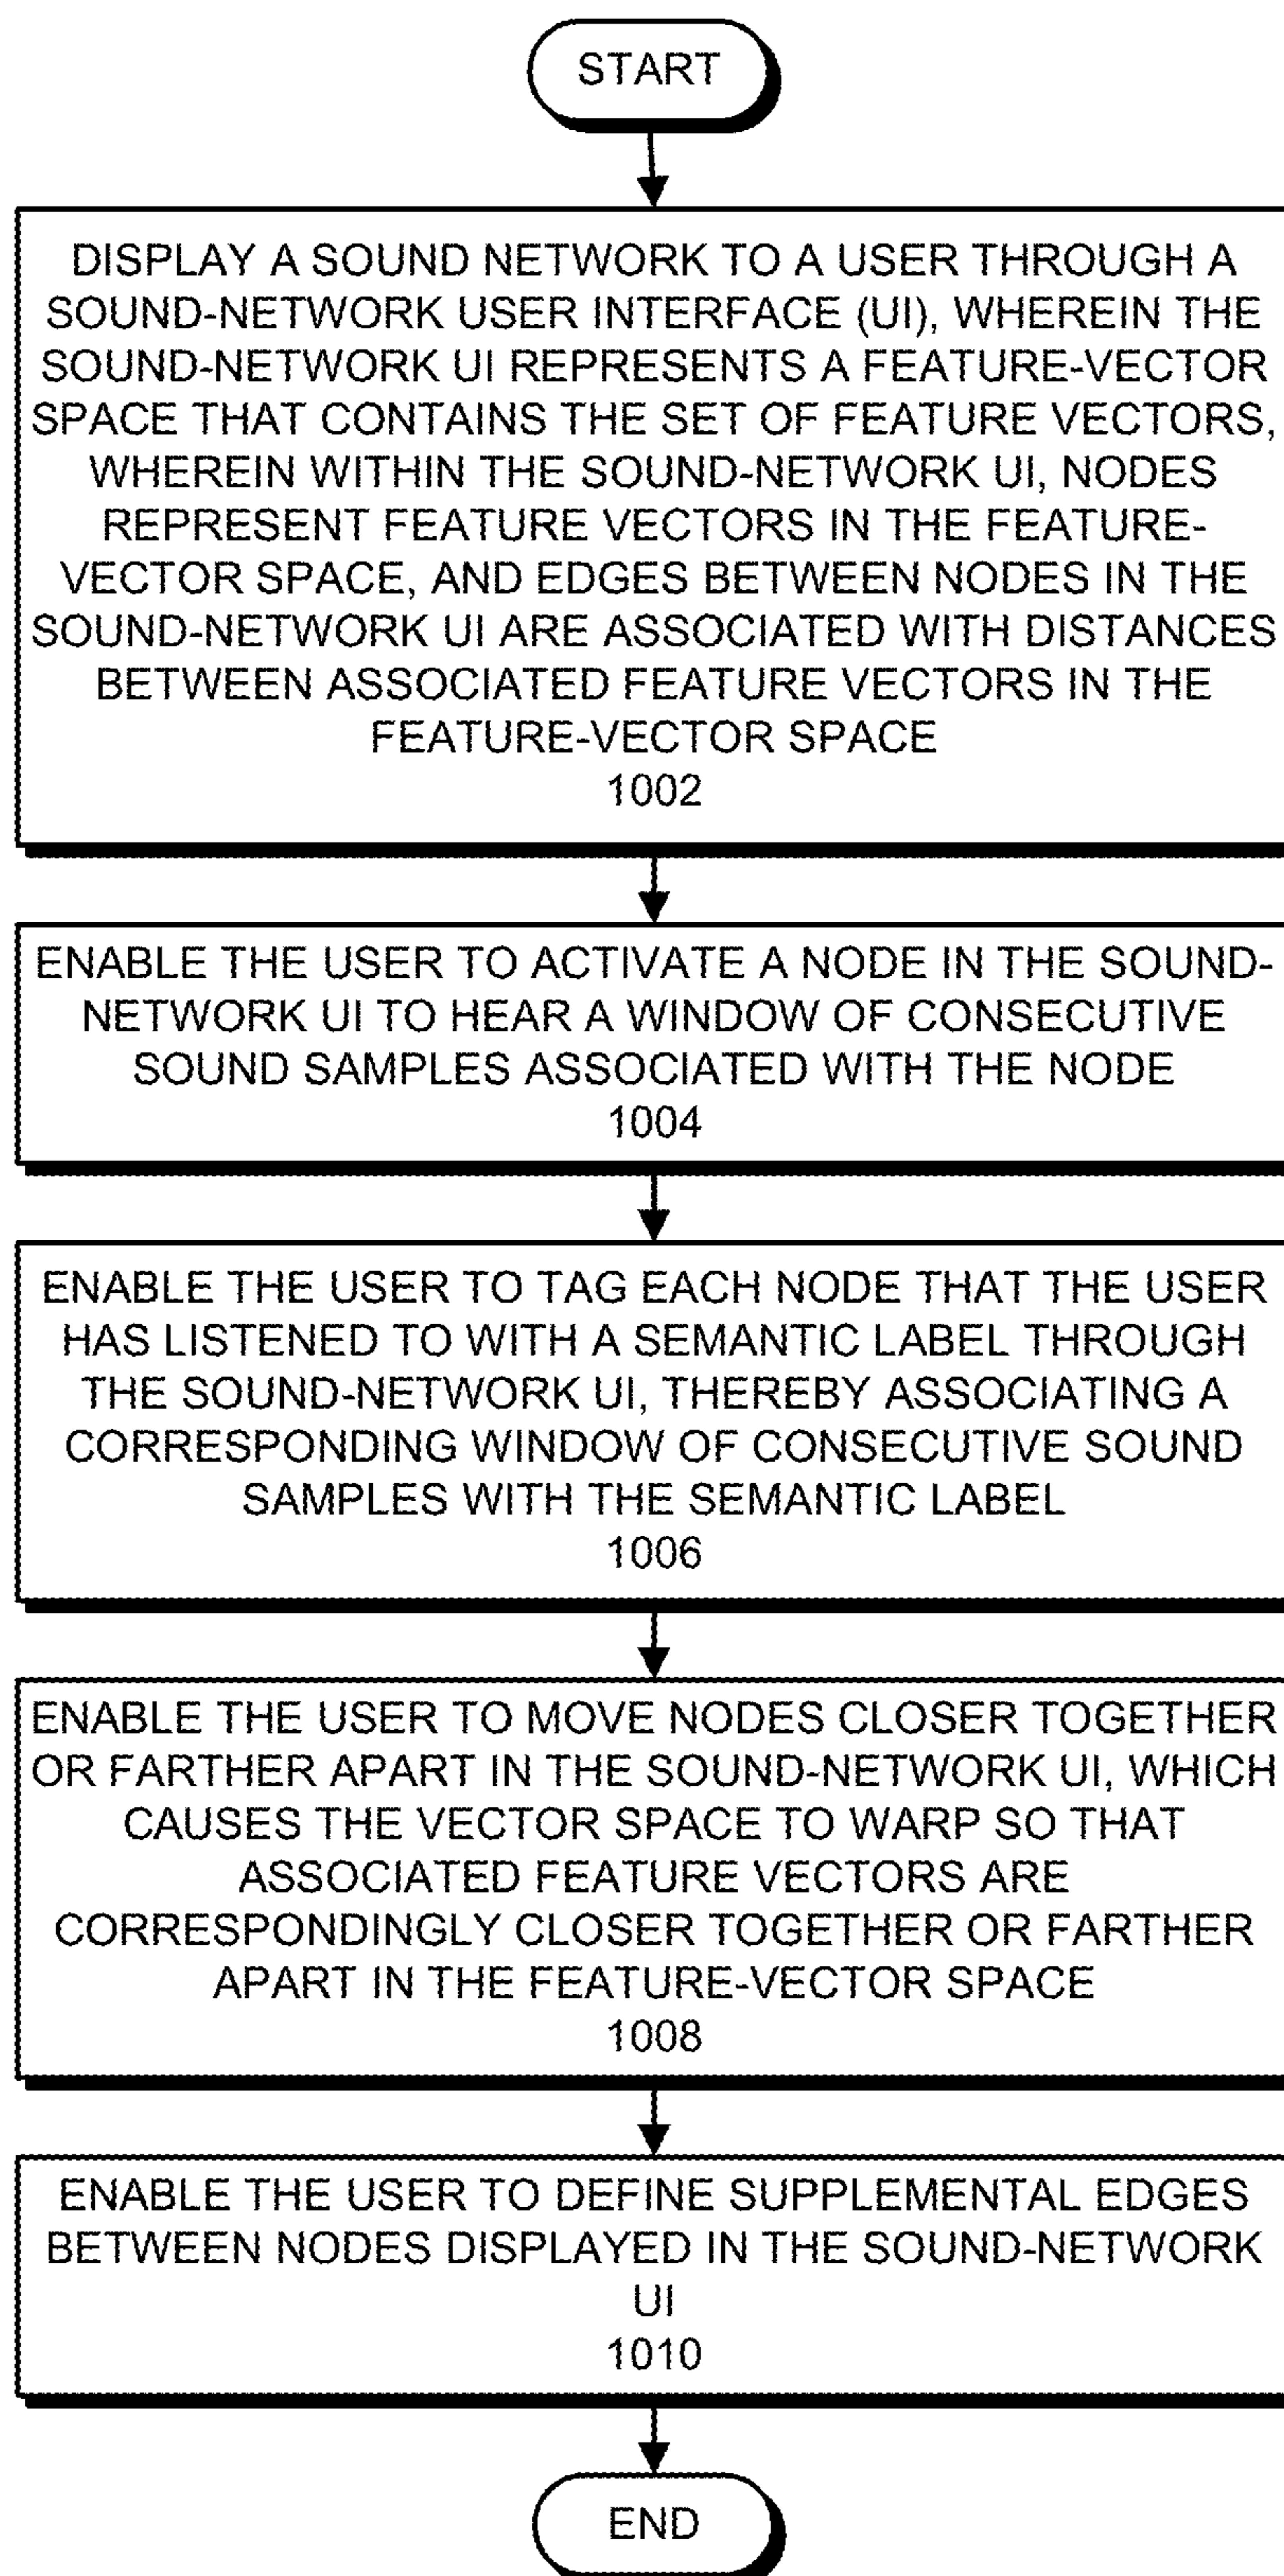 START
DISPLAY A SOUND NETWORK TO A USER THROUGH A
SOUND-NETWORK USER INTERFACE (UI), WHEREIN THE
SOUND-NETWORK UI REPRESENTS A FEATURE-VECTOR
SPACE THAT CONTAINS THE SET OF FEATURE VECTORS,
WHEREIN WITHIN THE SOUND-NETWORK UI, NODES
REPRESENT FEATURE VECTORS IN THE FEATURE-
VECTOR SPACE, AND EDGES BETWEEN NODES IN THE
SOUND-NETWORK UI ARE ASSOCIATED WITH DISTANCES
BETWEEN ASSOCIATED FEATURE VECTORS IN THE
FEATURE-VECTOR SPACE
1002
ENABLE THE USER TO ACTIVATE A NODE IN THE SOUND-
NETWORK UI TO HEAR A WINDOW OF CONSECUTIVE
SOUND SAMPLES ASSOCIATED WITH THE NODE
1004
ENABLE THE USER TO TAG EACH NODE THAT THE USER
HAS LISTENED TO WITH A SEMANTIC LABEL THROUGH
THE SOUND-NETWORK UI, THEREBY ASSOCIATING A
CORRESPONDING WINDOW OF CONSECUTIVE SOUND
SAMPLES WITH THE SEMANTIC LABEL
1006
ENABLE THE USER TO MOVE NODES CLOSER TOGETHER
OR FARTHER APART IN THE SOUND-NETWORK UI, WHICH
CAUSES THE VECTOR SPACE TO WARP SO THAT
ASSOCIATED FEATURE VECTORS ARE
CORRESPONDINGLY CLOSER TOGETHER OR FARTHER
APART IN THE FEATURE-VECTOR SPACE
1008
ENABLE THE USER TO DEFINE SUPPLEMENTAL EDGES
BETWEEN NODES DISPLAYED IN THE SOUND-NETWORK
UI
1010
END